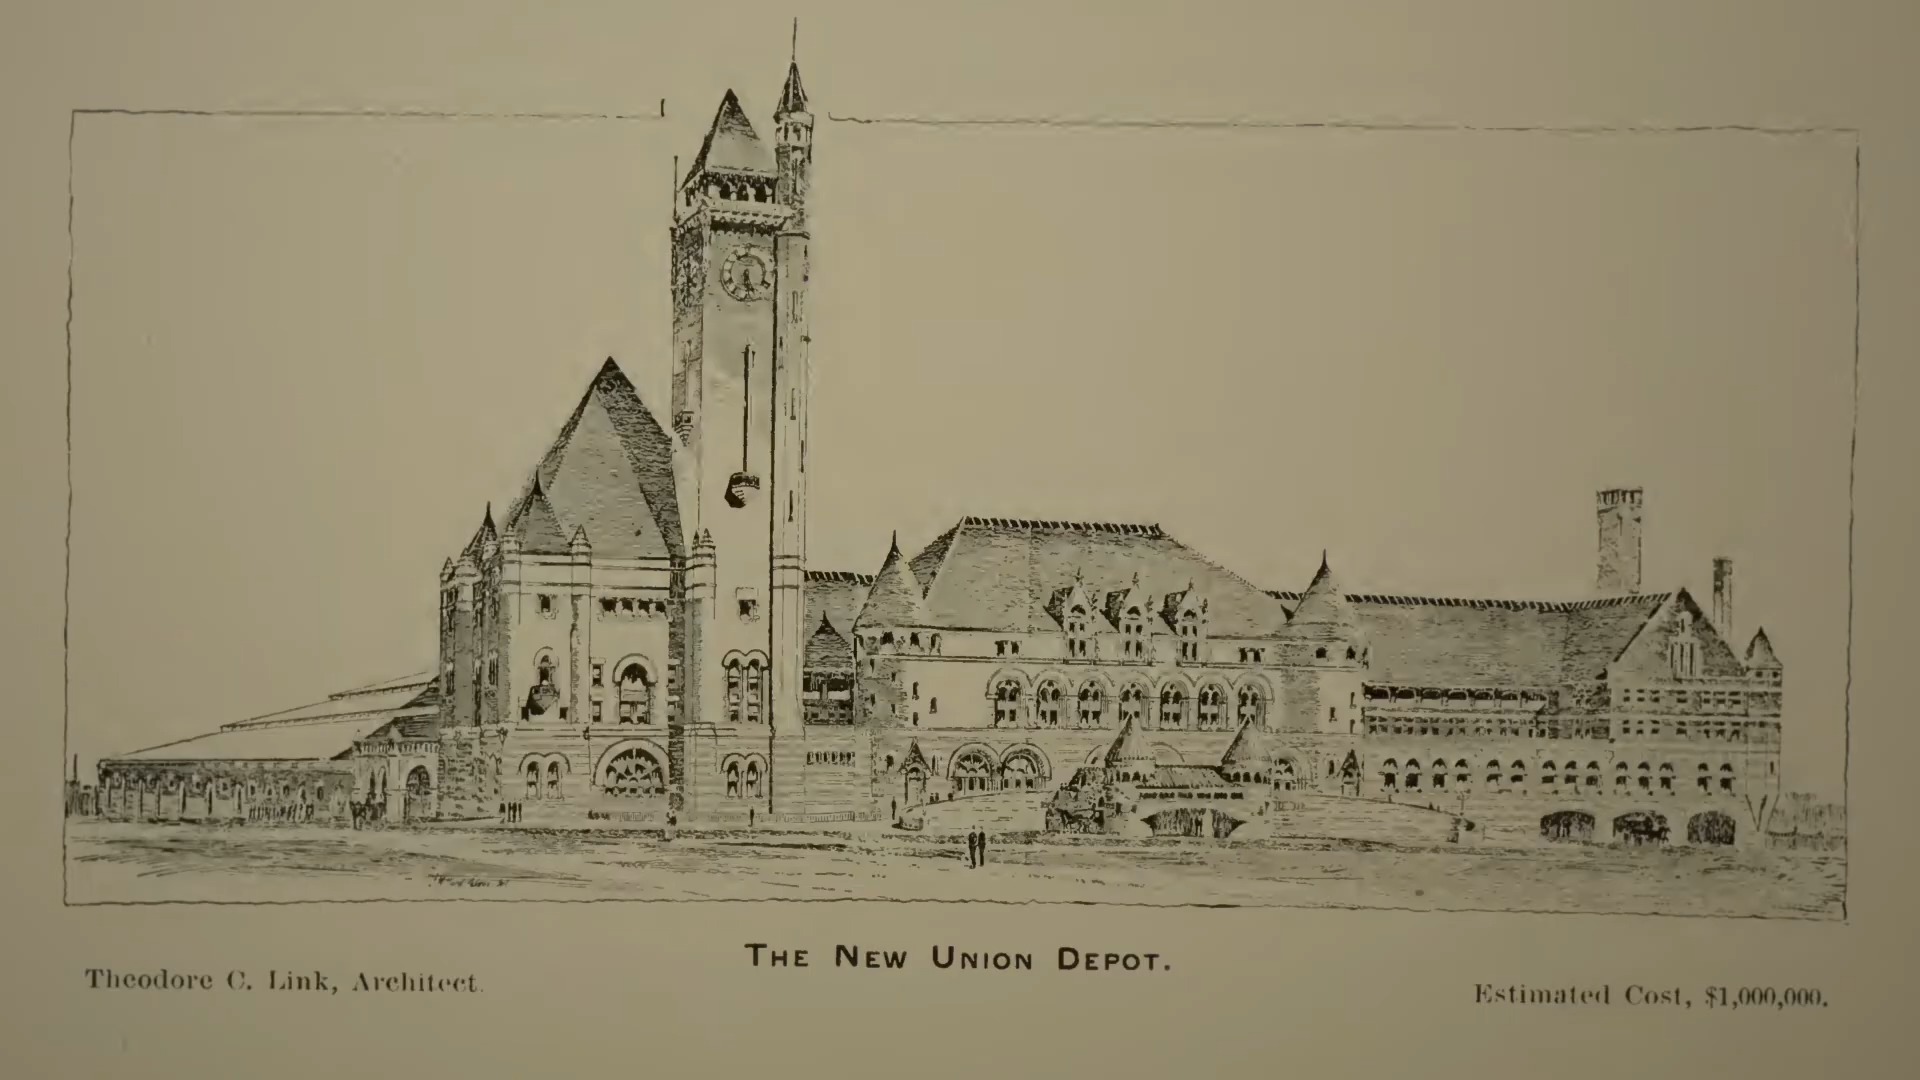 THE NEW UNION DEPOT.
Theodore C. Link, Architect.
Estimated Cost, $1,000,000.